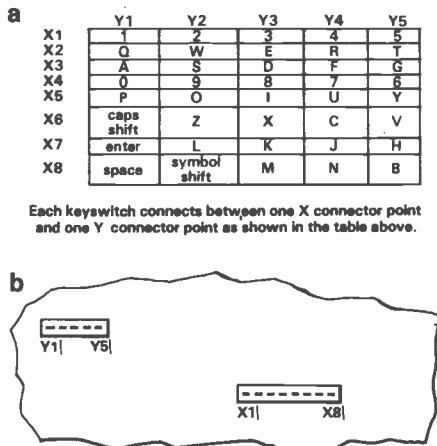 a
Y1 Y2 Y3 Y4 Y5
X1 1 2 3 4 5
X2 Q W E R T
X3 A S D F G
X4 0 9 8 7 6
X5 P O I U Y
X6 caps shift Z X C V
X7 enter L K J H
X8 space symbol shift M N B
Each keyswitch connects between one X connector point
and one Y connector point as shown in the table above.
b
Y1 Y5
X1 X8